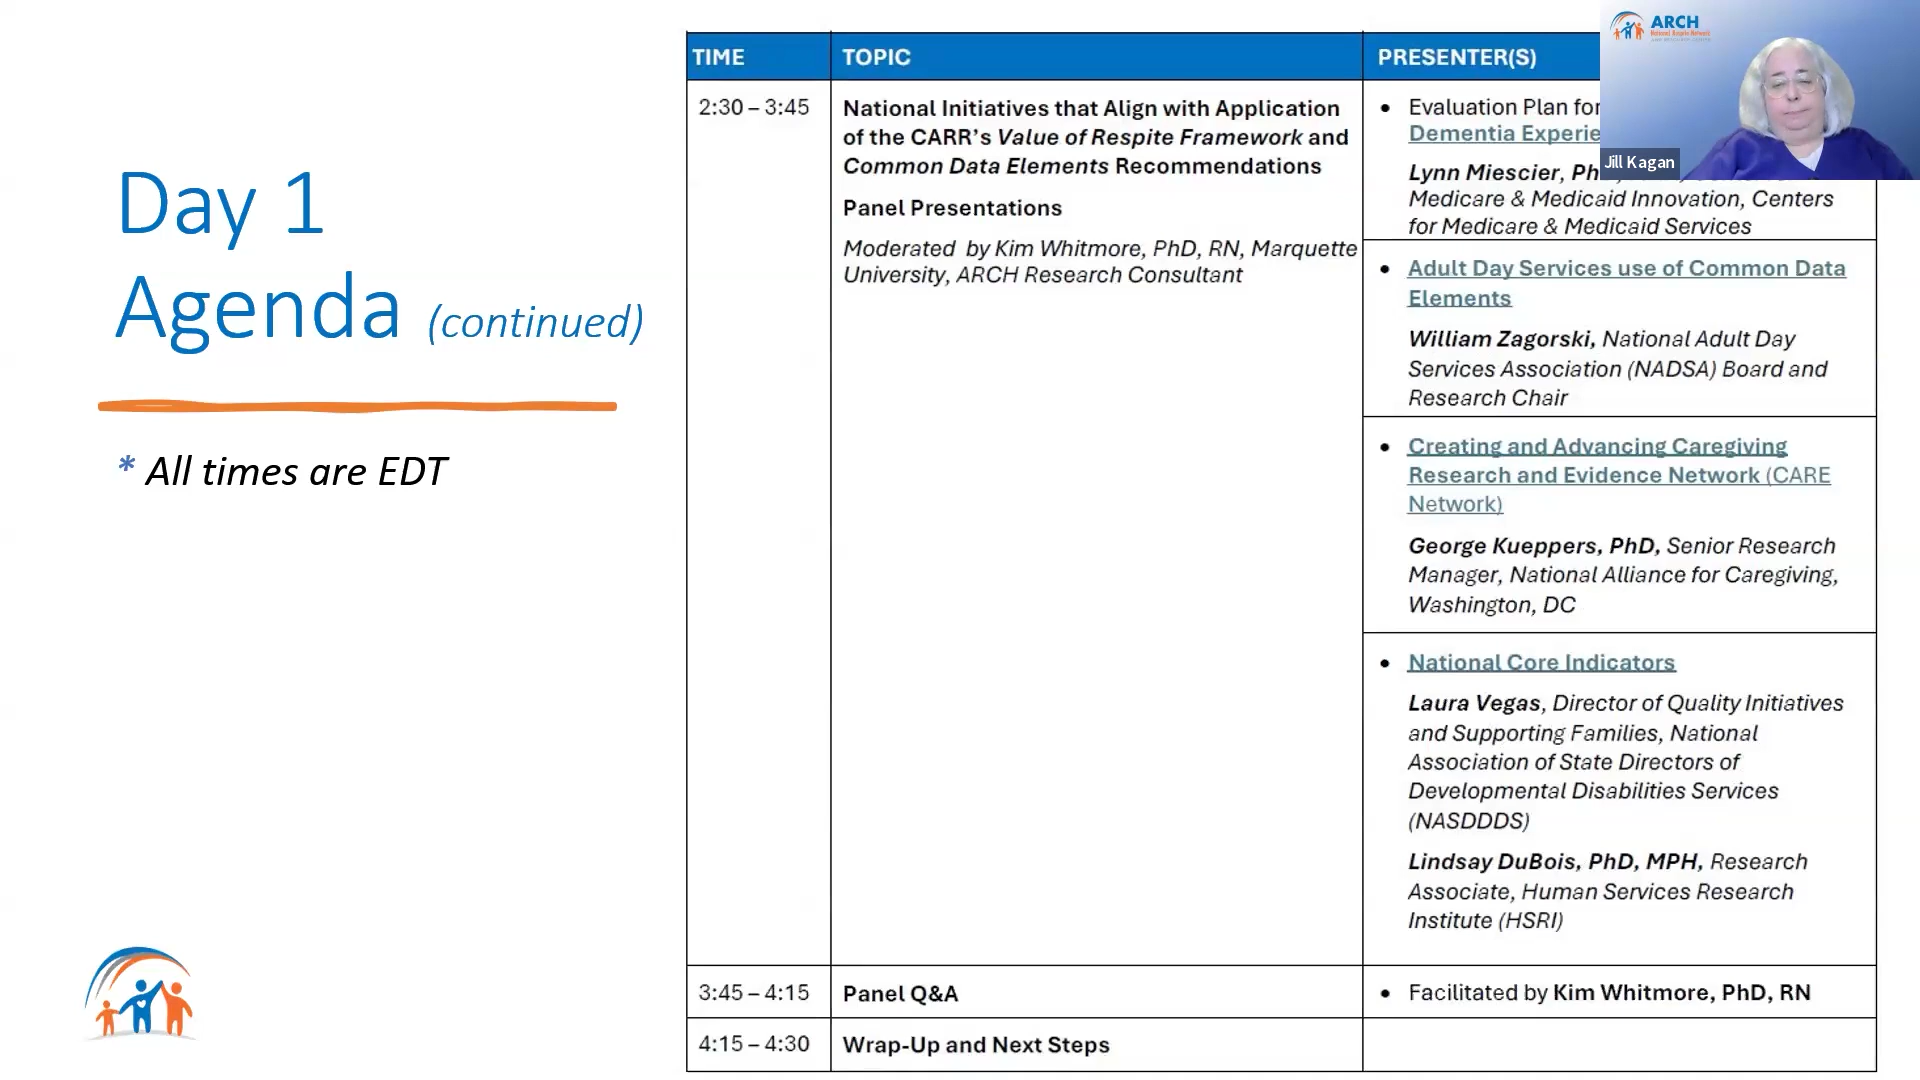 Day 1
Agenda (continued)
* All times are EDT
TIME
TOPIC
PRESENTER(S)
2:30 – 3:45
National Initiatives that Align with Application
of the CARR's Value of Respite Framework and
Common Data Elements Recommendations
Panel Presentations
Moderated by Kim Whitmore, PhD, RN, Marquette
University, ARCH Research Consultant
• Evaluation Plan for
Dementia Experie
Lynn Miescier, Ph
Medicare & Medicaid Innovation, Centers
for Medicare & Medicaid Services
• Adult Day Services use of Common Data
Elements
William Zagorski, National Adult Day
Services Association (NADSA) Board and
Research Chair
• Creating and Advancing Caregiving
Research and Evidence Network (CARE
Network)
George Kueppers, PhD, Senior Research
Manager, National Alliance for Caregiving,
Washington, DC
• National Core Indicators
Laura Vegas, Director of Quality Initiatives
and Supporting Families, National
Association of State Directors of
Developmental Disabilities Services
(NASDDDS)
Lindsay DuBois, PhD, MPH, Research
Associate, Human Services Research
Institute (HSRI)
3:45 – 4:15
Panel Q&A
• Facilitated by Kim Whitmore, PhD, RN
4:15 – 4:30
Wrap-Up and Next Steps
ARCH
National Respite Network
Jill Kagan